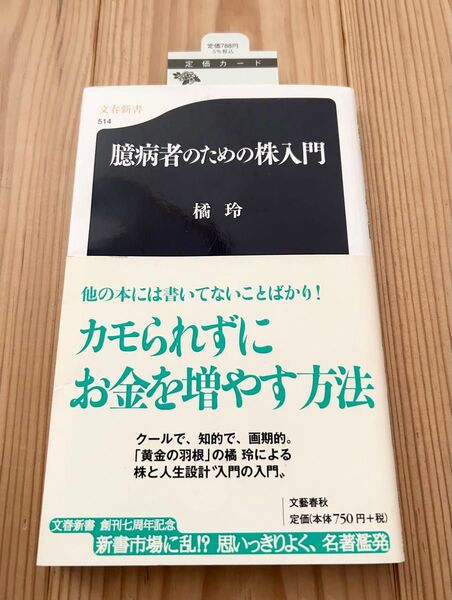 定価788円
5%税込
定価カード
文春新書
514
臆病者のための株入門
橘 玲
他の本には書いてないことばかり!
カモられずに
お金を増やす方法
クールで、知的で、画期的。
「黄金の羽根」の橘 玲による
株と人生設計〝入門の入門〟
文藝春秋
定価(本体750円+税)
文春新書 創刊七周年記念
新書市場に乱!? 思いっきりよく、名著濫発